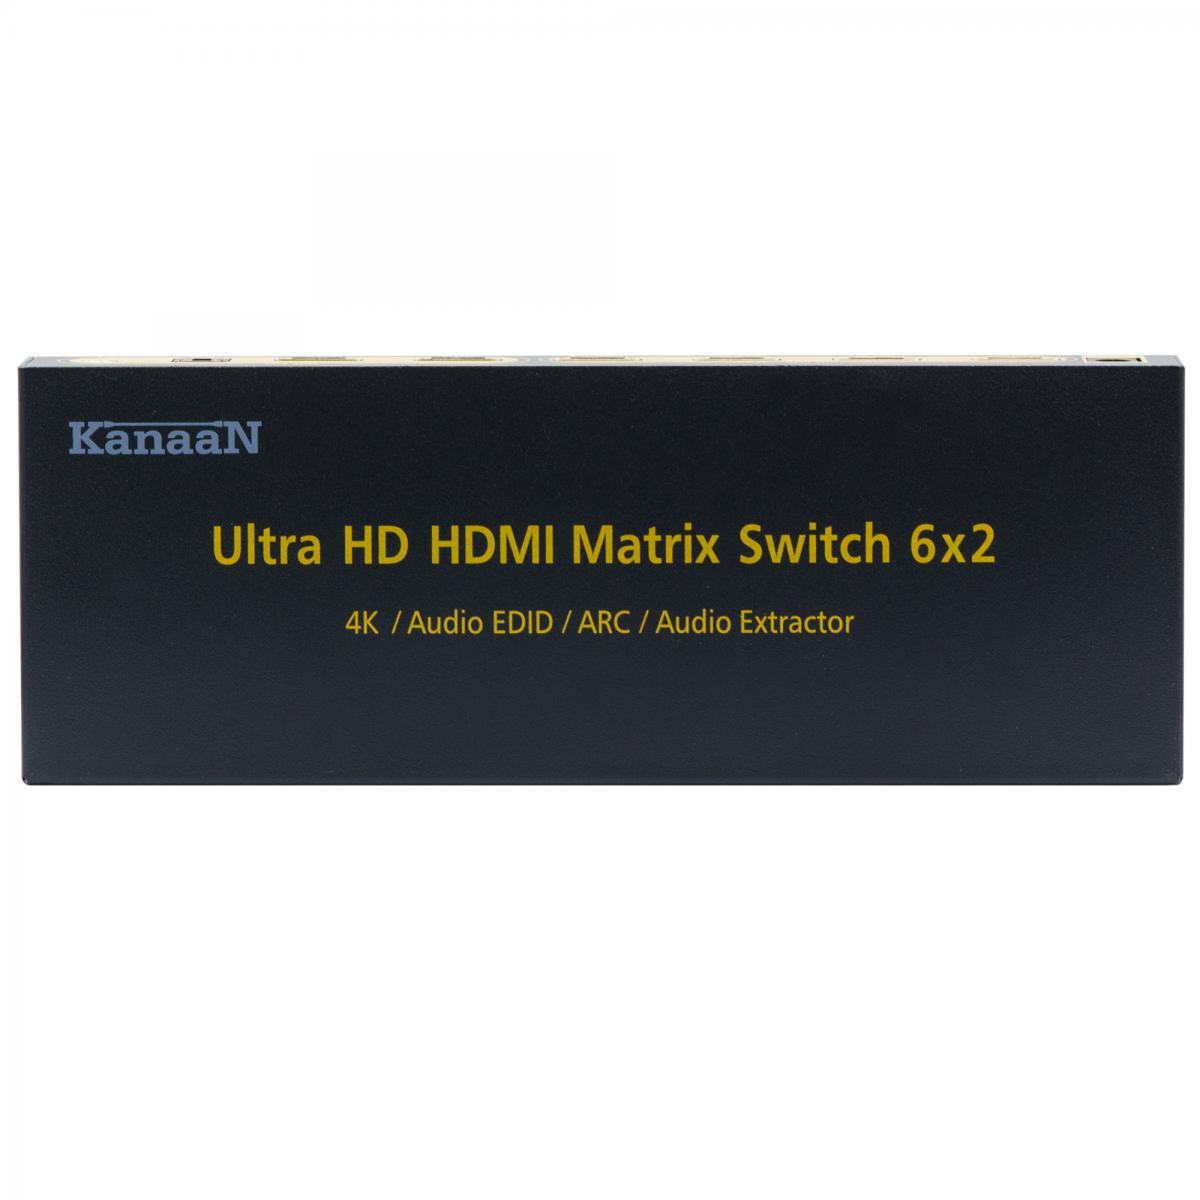 KanaaN
Ultra HD HDMI Matrix Switch 6x2
4K / Audio EDID / ARC / Audio Extractor